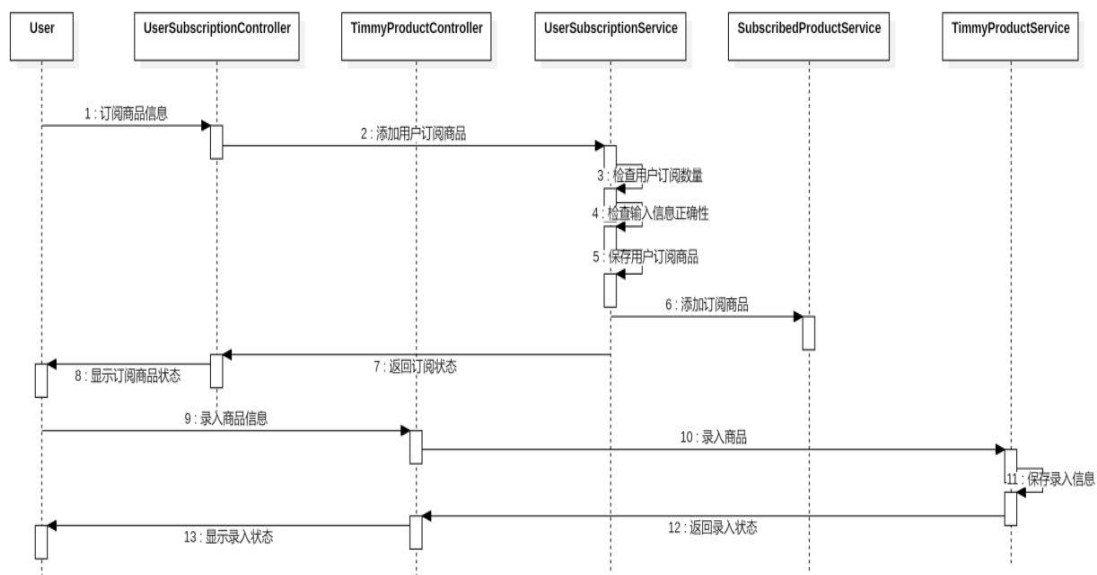 User
UserSubscriptionController
TimmyProductController
UserSubscriptionService
SubscribedProductService
TimmyProductService
1 : 订阅商品信息
2 : 添加用户订阅商品
3 : 检查用户订阅数量
4 : 检查输入信息正确性
5 : 保存用户订阅商品
6 : 添加订阅商品
7 : 返回订阅状态
8 : 显示订阅商品状态
9 : 录入商品信息
10 : 录入商品
11 : 保存录入信息
12 : 返回录入状态
13 : 显示录入状态